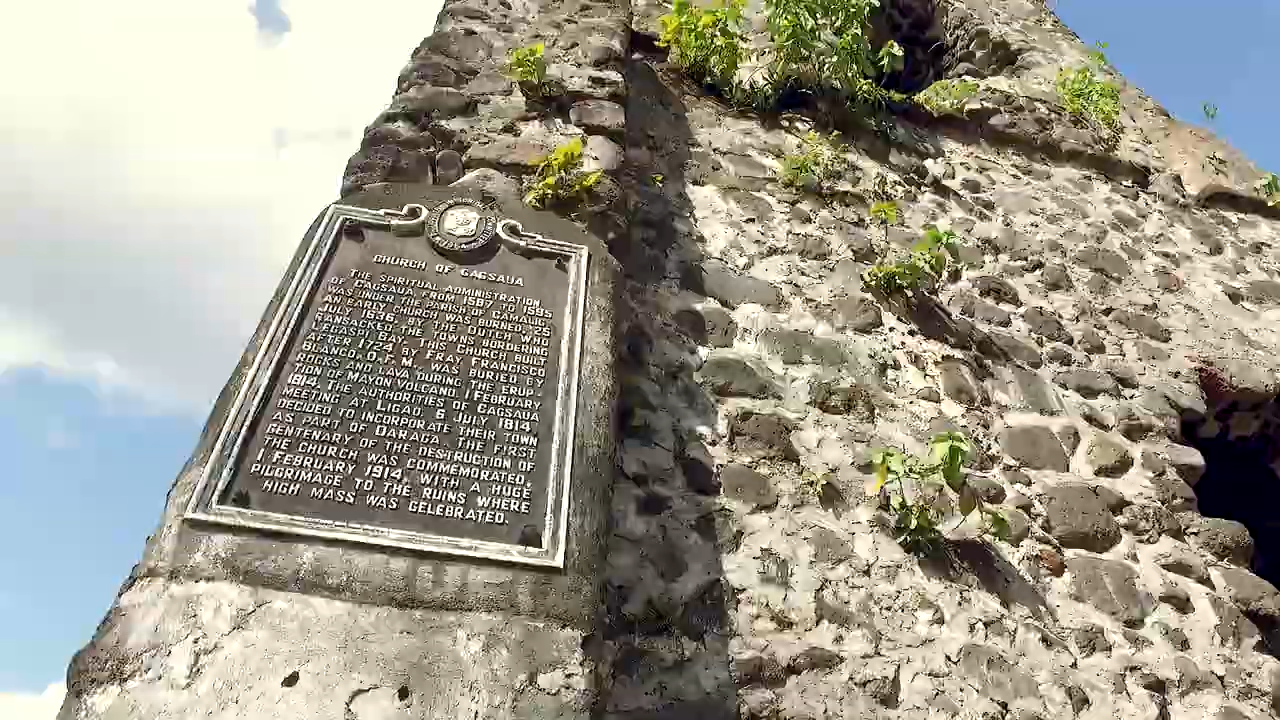 CHURCH OF CAGSAUA
THE SPIRITUAL ADMINISTRATION
OF CAGSAUA FROM 1587 TO 1595
WAS UNDER THE PARISH OF CAMALIG.
AN EARLY CHURCH WAS BURNED, 25
JULY 1636, BY THE DUTCH WHO
RANSACKED THE TOWNS BORDERING
LEGASPI BAY. THIS CHURCH BUILT
AFTER 1724 BY FRAY FRANCISCO
BLANCO, O.F.M., WAS BURIED BY
ROCKS AND LAVA DURING THE ERUP-
TION OF MAYON VOLCANO, 1 FEBRUARY
1814. THE AUTHORITIES OF CAGSAUA
MEETING AT LIGAO, 6 JULY 1814,
DECIDED TO INCORPORATE THEIR TOWN
AS PART OF DARAGA. THE FIRST
CENTENARY OF THE DESTRUCTION OF
THE CHURCH WAS COMMEMORATED,
1 FEBRUARY 1914, WITH A HUGE
PILGRIMAGE TO THE RUINS WHERE
HIGH MASS WAS CELEBRATED.